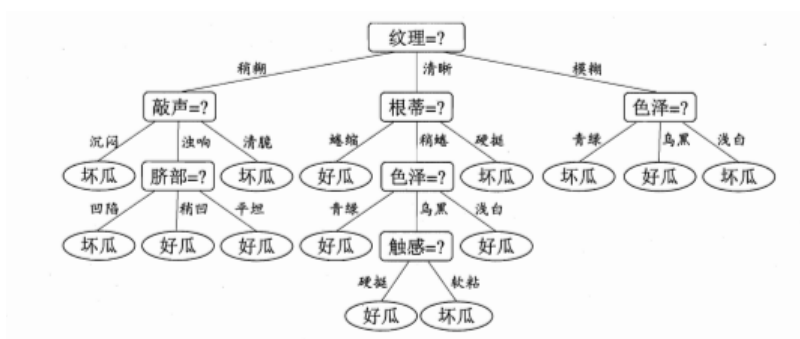 纹理=?
稍糊 清晰 模糊
敲声=? 根蒂=? 色泽=?
沉闷 浊响 清脆 蜷缩 稍蜷 硬挺 青绿 乌黑 浅白
坏瓜 脐部=? 坏瓜 好瓜 色泽=? 坏瓜 坏瓜 好瓜 坏瓜
凹陷 稍凹 平坦 青绿 乌黑 浅白
坏瓜 好瓜 好瓜 好瓜 触感=? 好瓜
硬挺 软粘
好瓜 坏瓜